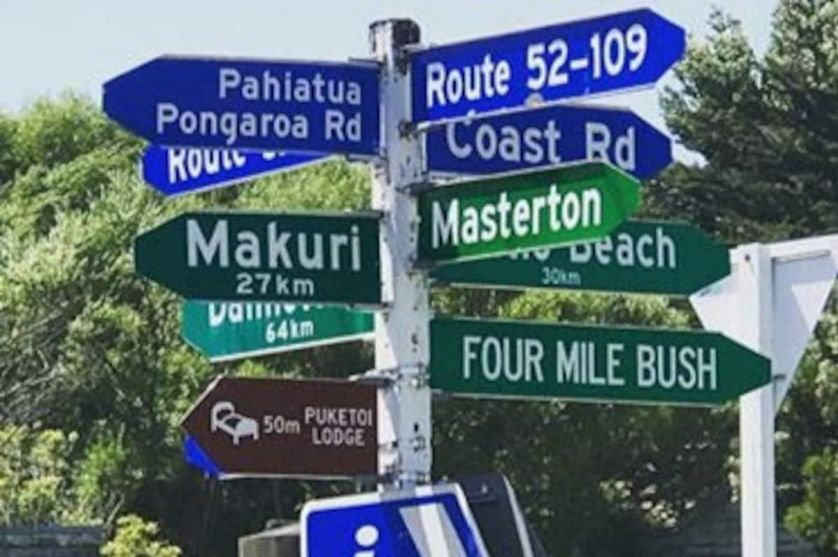 Route 52-109
Pahiatua
Pongaroa Rd
Coast Rd
Route
Masterton
Makuri
27km
Beach
30km
64km
FOUR MILE BUSH
50m PUKETOI
LODGE
i